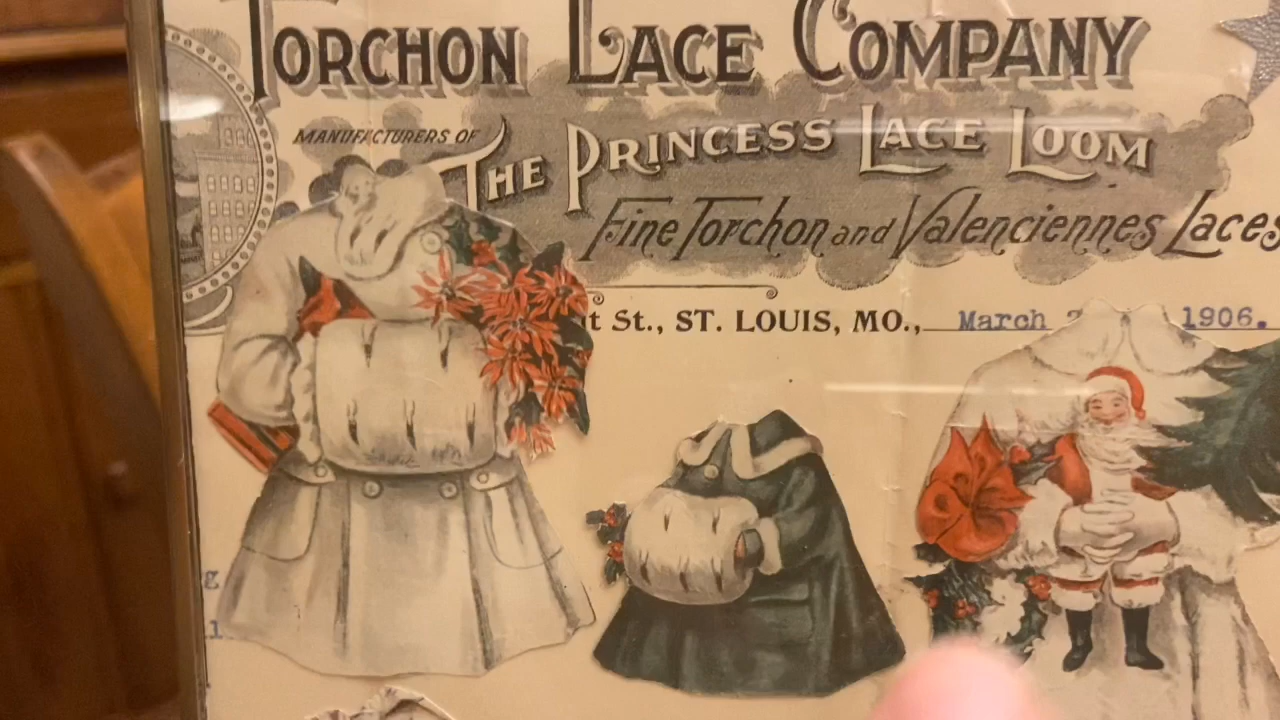 TORCHON LACE COMPANY
MANUFACTURERS OF
THE PRINCESS LACE LOOM
Fine Torchon and Valenciennes Laces
St., ST. LOUIS, MO., March 1906.